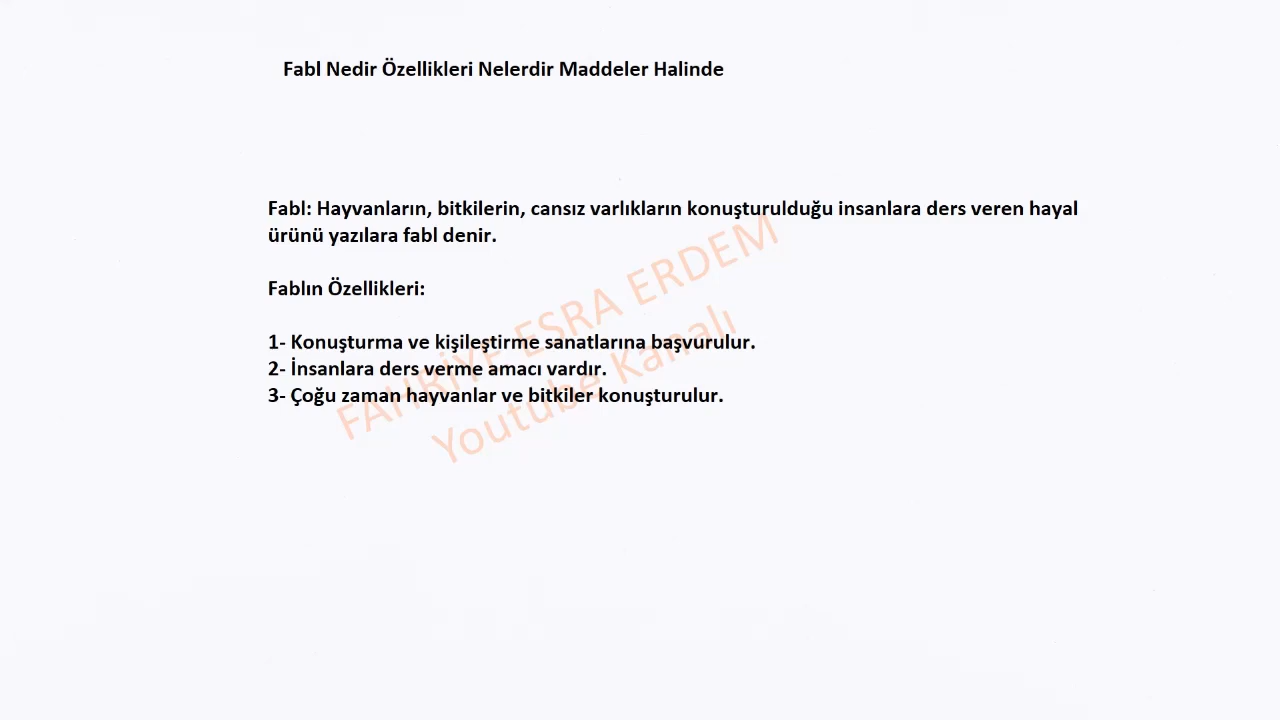 Fabl Nedir Özellikleri Nelerdir Maddeler Halinde
Fabl: Hayvanların, bitkilerin, cansız varlıkların konuşturulduğu insanlara ders veren hayal
ürünü yazılara fabl denir.
Fablın Özellikleri:
1- Konuşturma ve kişileştirme sanatlarına başvurulur.
2- İnsanlara ders verme amacı vardır.
3- Çoğu zaman hayvanlar ve bitkiler konuşturulur.
FAHRİYE ESRA ERDEM
Youtube Kanalı